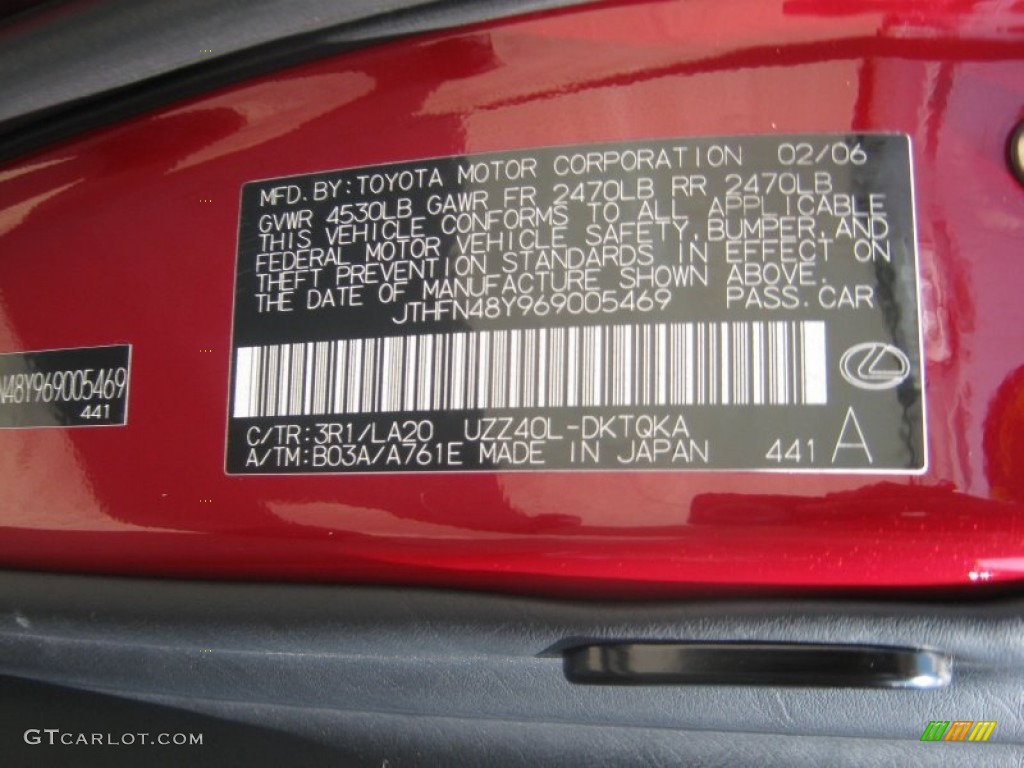 MFD.BY:TOYOTA MOTOR CORPORATION 02/06
GVWR 4530LB GAWR FR 2470LB RR 2470LB
THIS VEHICLE CONFORMS TO ALL APPLICABLE
FEDERAL MOTOR VEHICLE SAFETY,BUMPER,AND
THEFT PREVENTION STANDARDS IN EFFECT ON
THE DATE OF MANUFACTURE SHOWN ABOVE.
JTHFN48Y969005469 PASS.CAR
N48Y969005469
441
C/TR:3R1/LA20 UZZ40L-DKTQKA
A/TM:B03A/A761E MADE IN JAPAN 441 A
GTCARLOT.COM